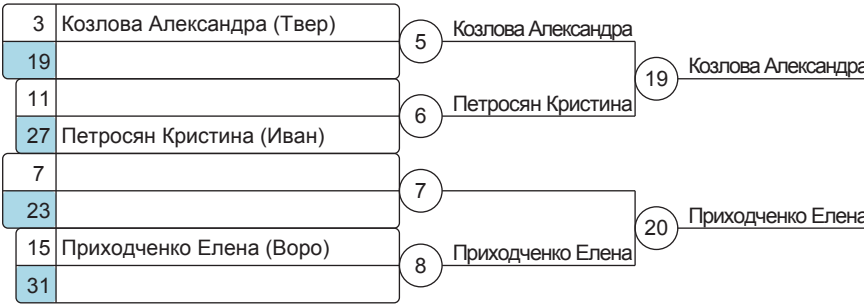 3 Козлова Александра (Твер)
5 Козлова Александра
19
19 Козлова Александра
11
6 Петросян Кристина
27 Петросян Кристина (Иван)
7
7
23
20 Приходченко Елена
15 Приходченко Елена (Воро)
8 Приходченко Елена
31